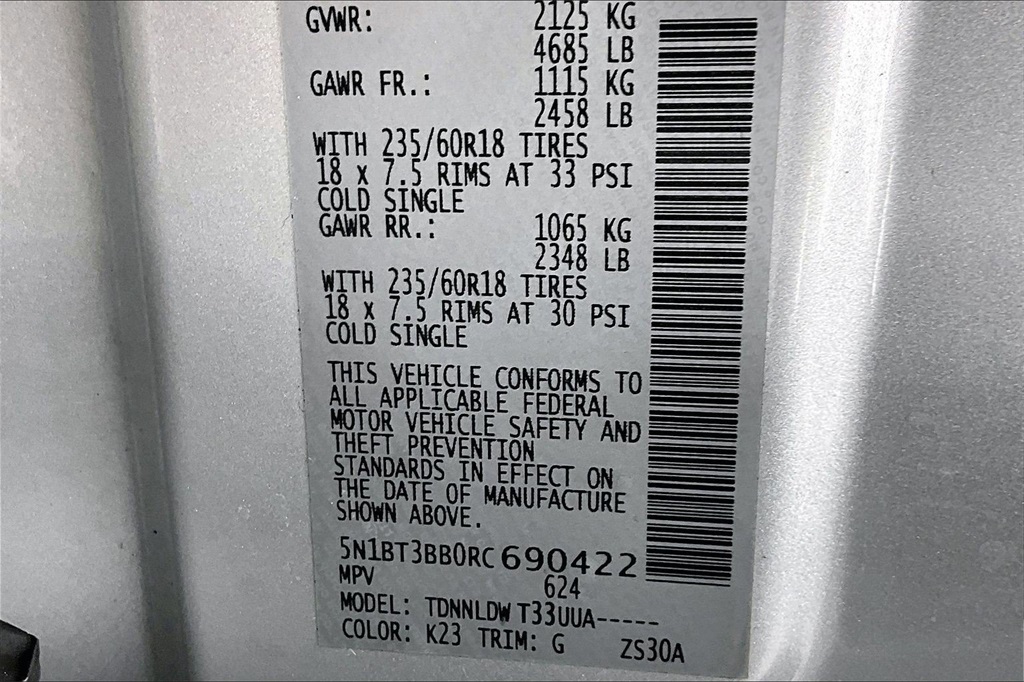 GVWR: 2125 KG
4685 LB
GAWR FR.: 1115 KG
2458 LB
WITH 235/60R18 TIRES
18 x 7.5 RIMS AT 33 PSI
COLD SINGLE
GAWR RR.: 1065 KG
2348 LB
WITH 235/60R18 TIRES
18 x 7.5 RIMS AT 30 PSI
COLD SINGLE
THIS VEHICLE CONFORMS TO
ALL APPLICABLE FEDERAL
MOTOR VEHICLE SAFETY AND
THEFT PREVENTION
STANDARDS IN EFFECT ON
THE DATE OF MANUFACTURE
SHOWN ABOVE.
5N1BT3BB0RC690422
MPV 624
MODEL: TDNNLDW T33UUA-----
COLOR: K23 TRIM: G ZS30A